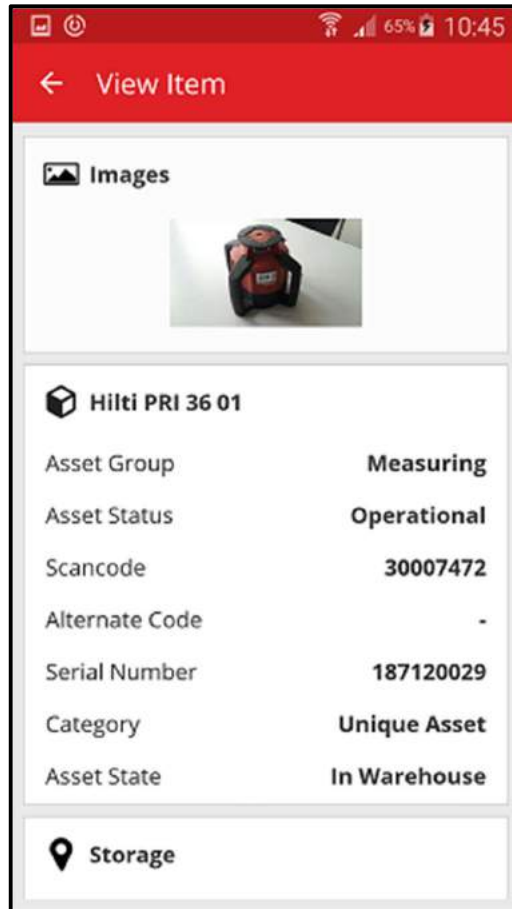 65% 10:45
View Item
Images
Hilti PRI 36 01
Asset Group Measuring
Asset Status Operational
Scancode 30007472
Alternate Code -
Serial Number 187120029
Category Unique Asset
Asset State In Warehouse
Storage